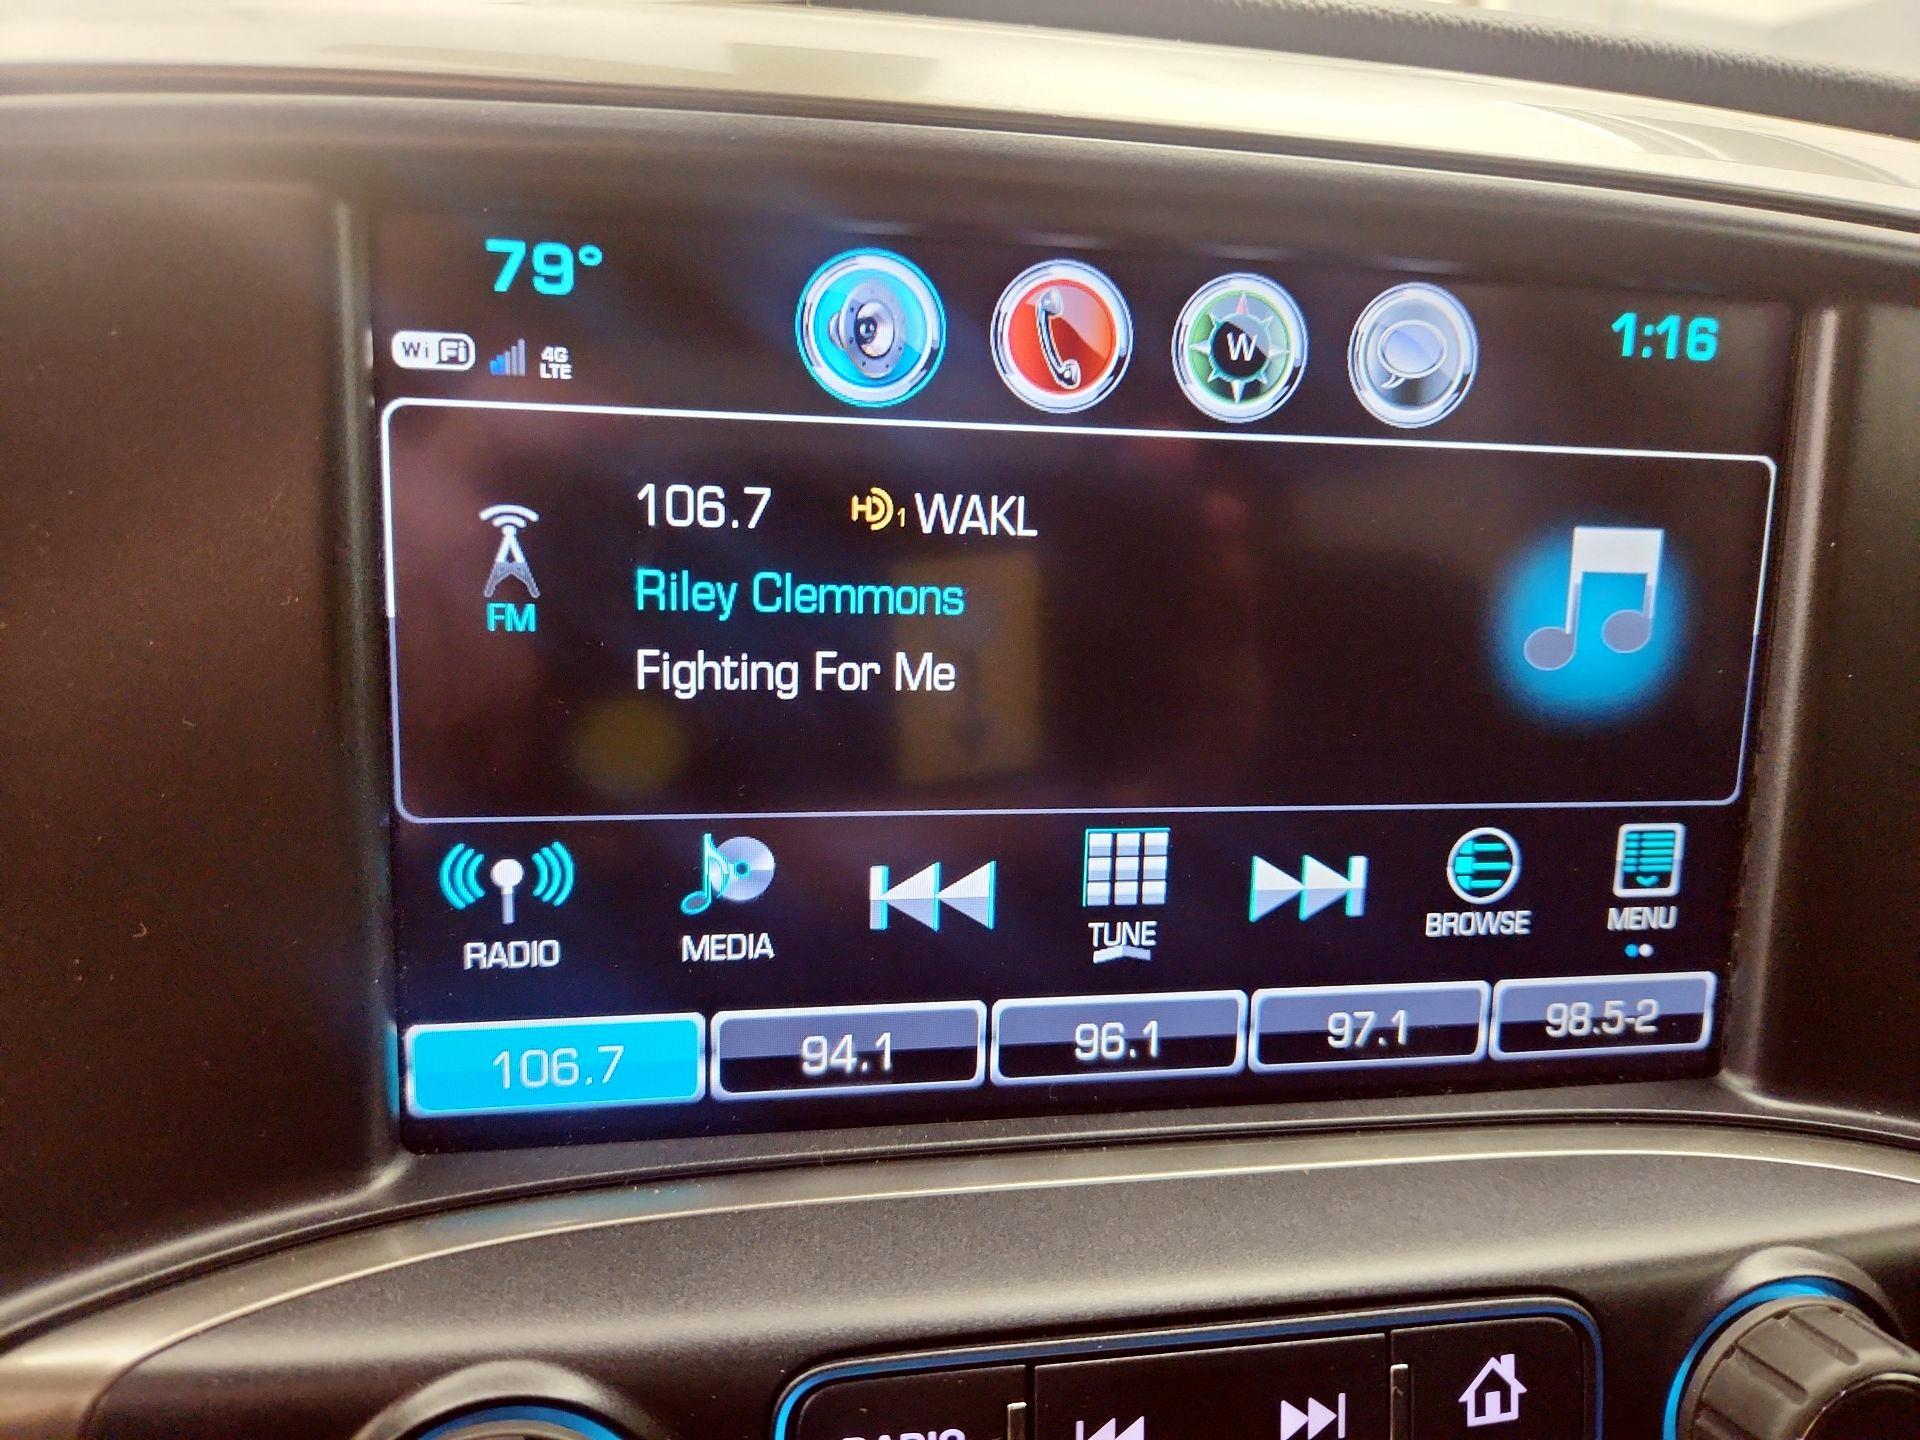 79°
1:16
WiFi
4G
LTE
W
106.7 HD1 WAKL
Riley Clemmons
FM
Fighting For Me
RADIO
MEDIA
TUNE
BROWSE
MENU
106.7
94.1
96.1
97.1
98.5-2
RADIO